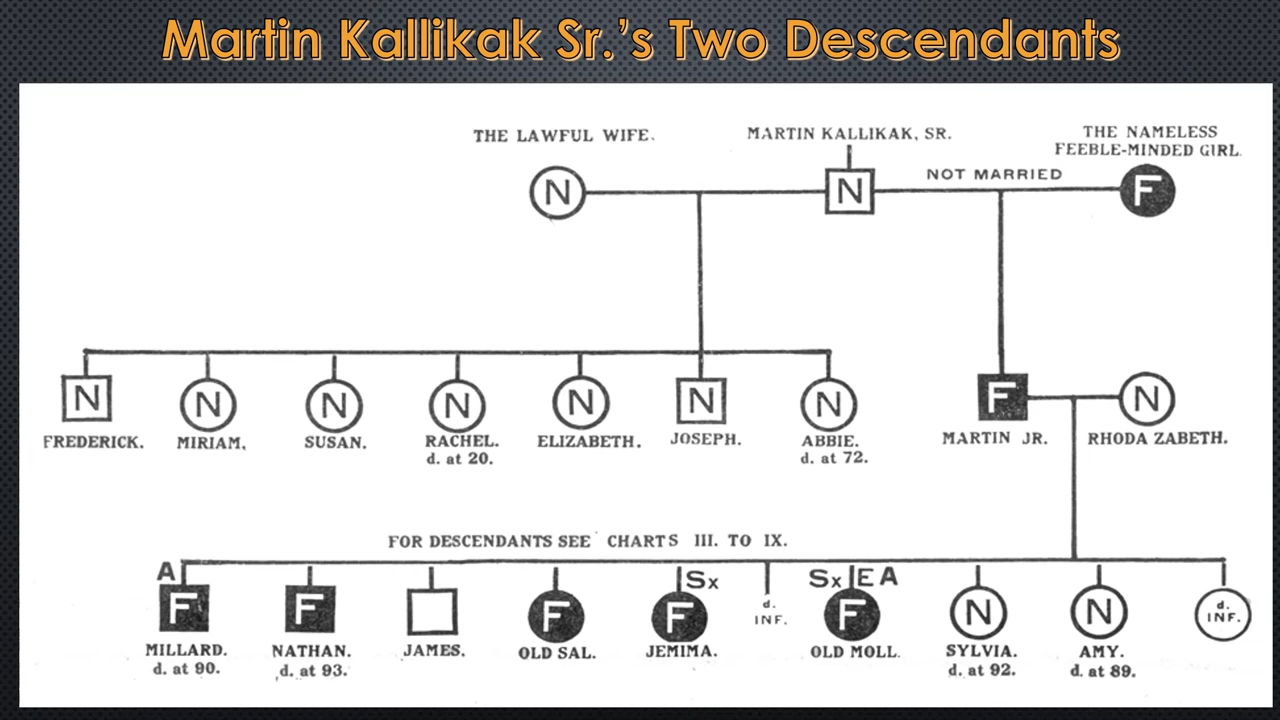 Martin Kallikak Sr.'s Two Descendants
THE LAWFUL WIFE.
MARTIN KALLIKAK, SR.
THE NAMELESS
FEEBLE-MINDED GIRL.
N
N
NOT MARRIED
F
N
N
N
N
N
N
N
F
N
FREDERICK.
MIRIAM.
SUSAN.
RACHEL.
d. at 20.
ELIZABETH.
JOSEPH.
ABBIE.
d. at 72.
MARTIN JR.
RHODA ZABETH.
FOR DESCENDANTS SEE CHARTS III. TO IX.
A
F
MILLARD.
d. at 90.
F
NATHAN.
d. at 93.
JAMES.
F
OLD SAL.
Sx
F
JEMIMA.
d.
INF.
Sx E A
F
OLD MOLL.
N
SYLVIA.
d. at 92.
N
AMY.
d. at 89.
d.
INF.